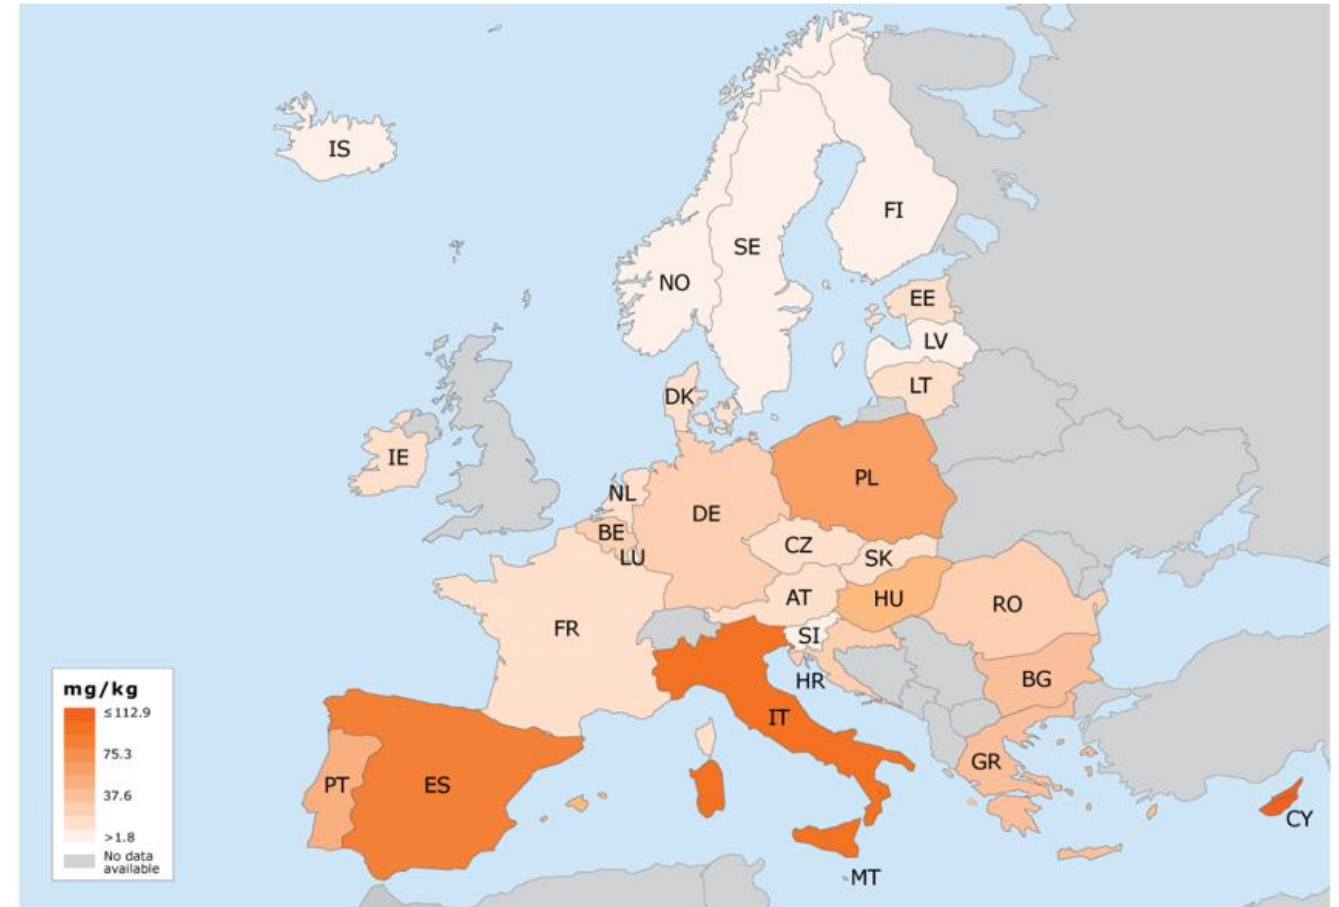 IS
FI
SE
NO
EE
LV
LT
DK
IE
PL
NL
DE
BE
LU
CZ
SK
AT
HU
RO
FR
SI
HR
BG
IT
GR
PT
ES
CY
MT
mg/kg
≤112.9
75.3
37.6
>1.8
No data
available